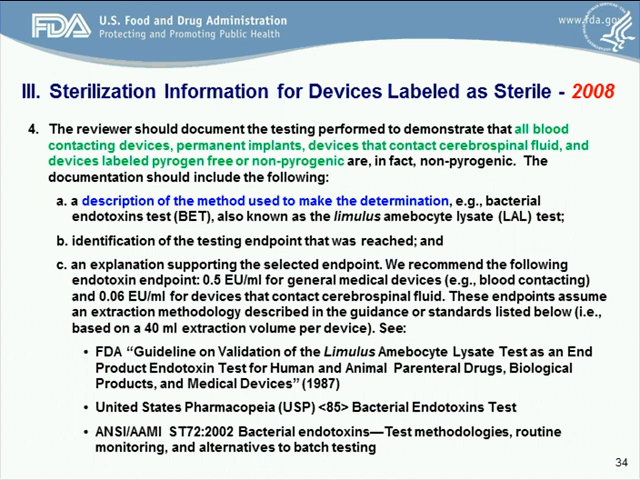 FDA U.S. Food and Drug Administration
Protecting and Promoting Public Health
www.fda.gov
III. Sterilization Information for Devices Labeled as Sterile - 2008
4. The reviewer should document the testing performed to demonstrate that all blood
contacting devices, permanent implants, devices that contact cerebrospinal fluid, and
devices labeled pyrogen free or non-pyrogenic are, in fact, non-pyrogenic. The
documentation should include the following:
a. a description of the method used to make the determination, e.g., bacterial
endotoxins test (BET), also known as the limulus amebocyte lysate (LAL) test;
b. identification of the testing endpoint that was reached; and
c. an explanation supporting the selected endpoint. We recommend the following
endotoxin endpoint: 0.5 EU/ml for general medical devices (e.g., blood contacting)
and 0.06 EU/ml for devices that contact cerebrospinal fluid. These endpoints assume
an extraction methodology described in the guidance or standards listed below (i.e.,
based on a 40 ml extraction volume per device). See:
• FDA “Guideline on Validation of the Limulus Amebocyte Lysate Test as an End
Product Endotoxin Test for Human and Animal Parenteral Drugs, Biological
Products, and Medical Devices” (1987)
• United States Pharmacopeia (USP) <85> Bacterial Endotoxins Test
• ANSI/AAMI ST72:2002 Bacterial endotoxins—Test methodologies, routine
monitoring, and alternatives to batch testing
34